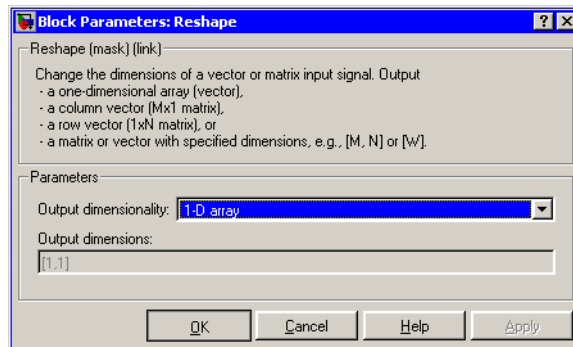 Block Parameters: Reshape
Reshape (mask) (link)
Change the dimensions of a vector or matrix input signal. Output
- a one-dimensional array (vector),
- a column vector (Mx1 matrix),
- a row vector (1xN matrix), or
- a matrix or vector with specified dimensions, e.g., [M, N] or [W].
Parameters
Output dimensionality: 1-D array
Output dimensions:
[1,1]
OK Cancel Help Apply